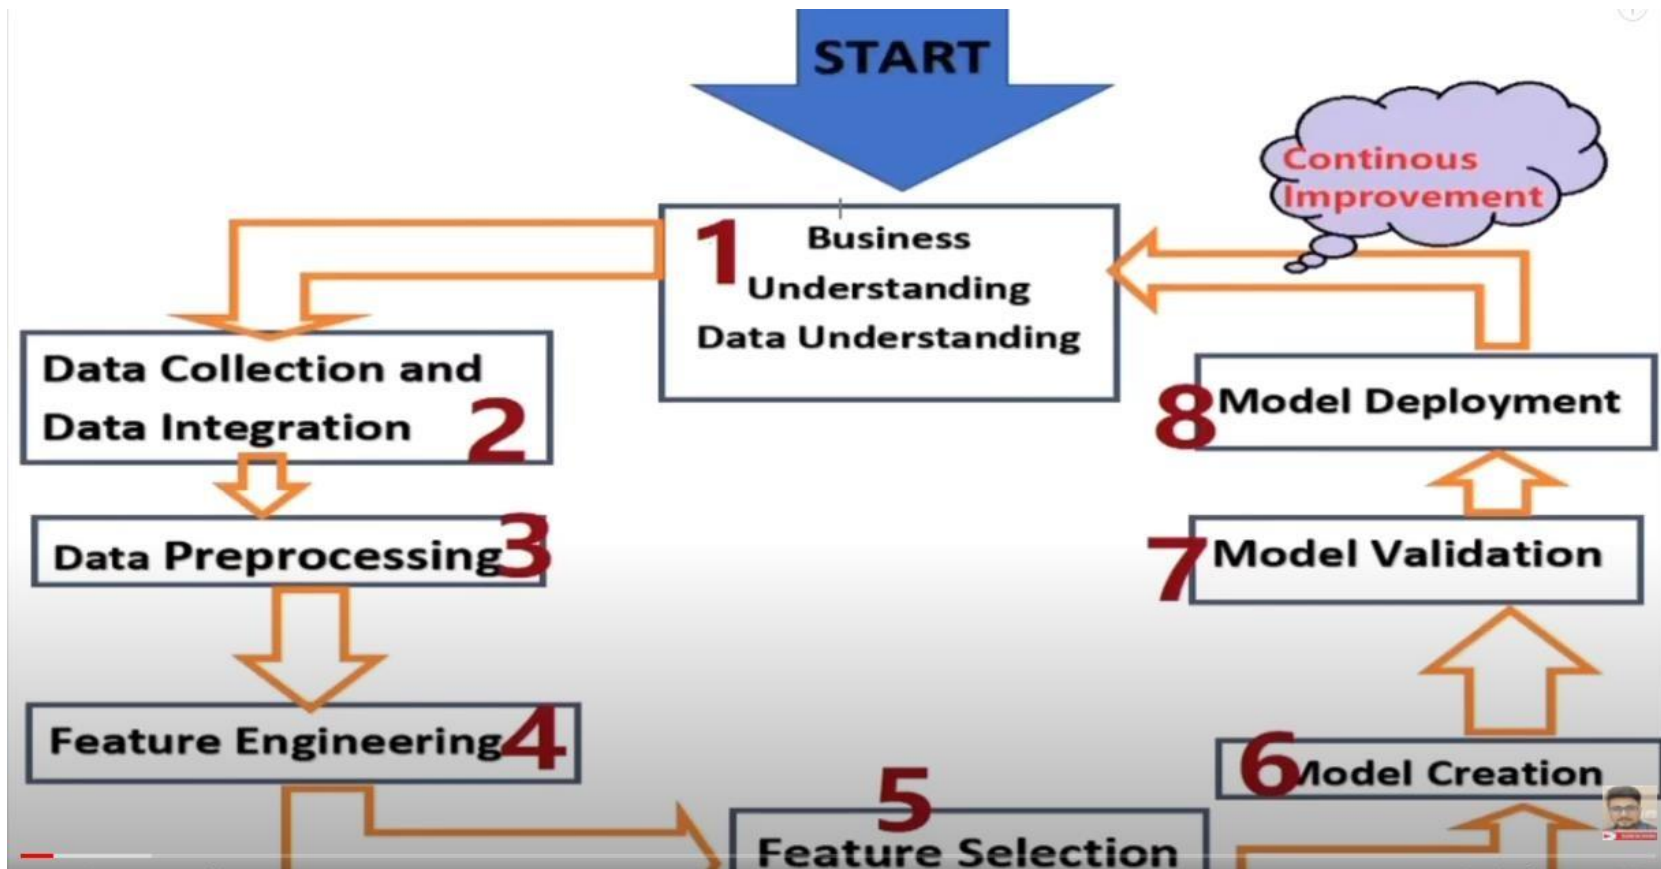 START
Continous
Improvement
1
Business
Understanding
Data Understanding
Data Collection and
Data Integration
2
Data Preprocessing
3
Feature Engineering
4
5
Feature Selection
6
Model Creation
7
Model Validation
8
Model Deployment